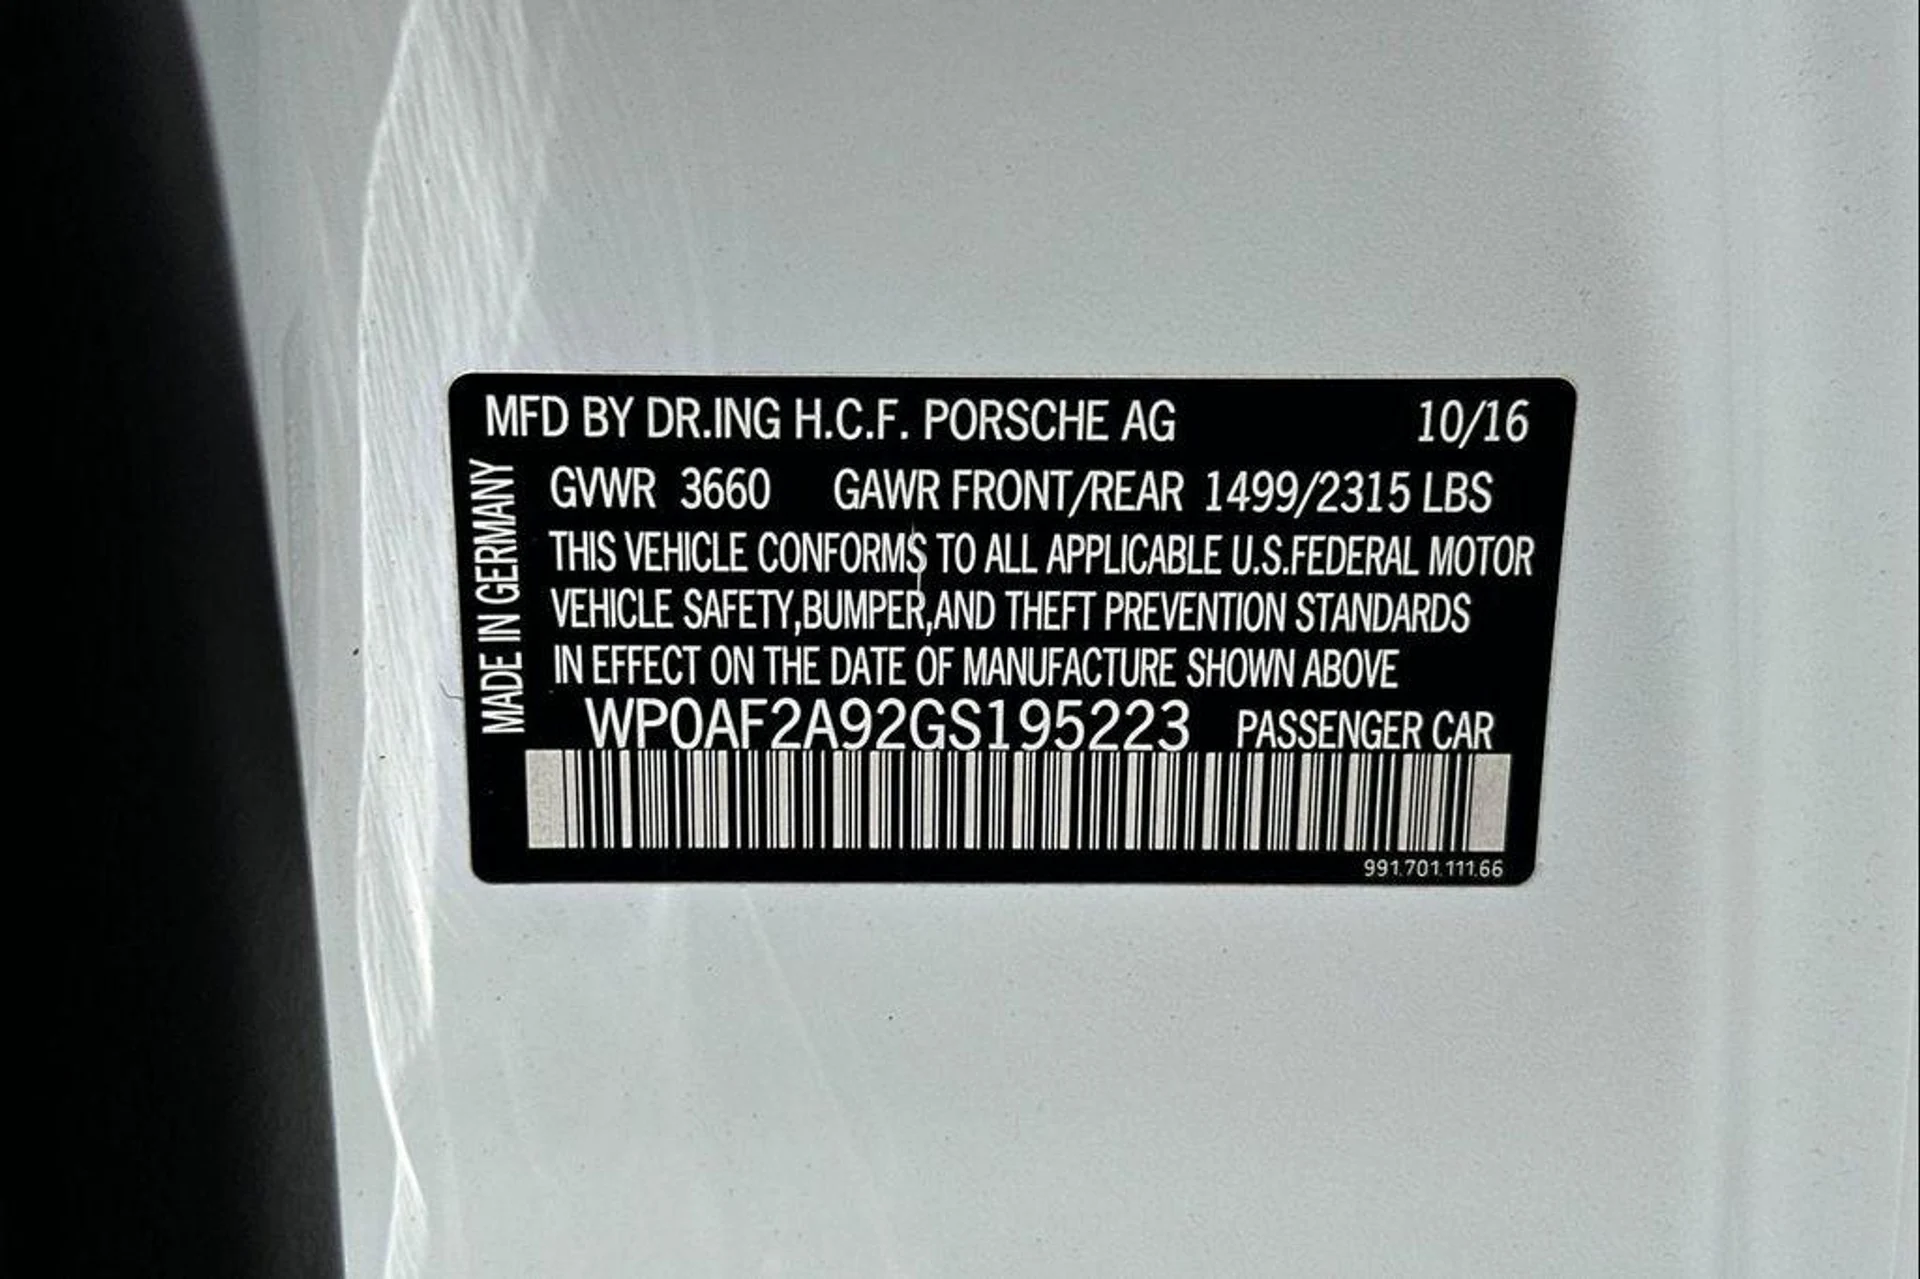 MFD BY DR.ING H.C.F. PORSCHE AG 10/16
MADE IN GERMANY
GVWR 3660 GAWR FRONT/REAR 1499/2315 LBS
THIS VEHICLE CONFORMS TO ALL APPLICABLE U.S.FEDERAL MOTOR
VEHICLE SAFETY,BUMPER,AND THEFT PREVENTION STANDARDS
IN EFFECT ON THE DATE OF MANUFACTURE SHOWN ABOVE
WP0AF2A92GS195223 PASSENGER CAR
991.701.111.66